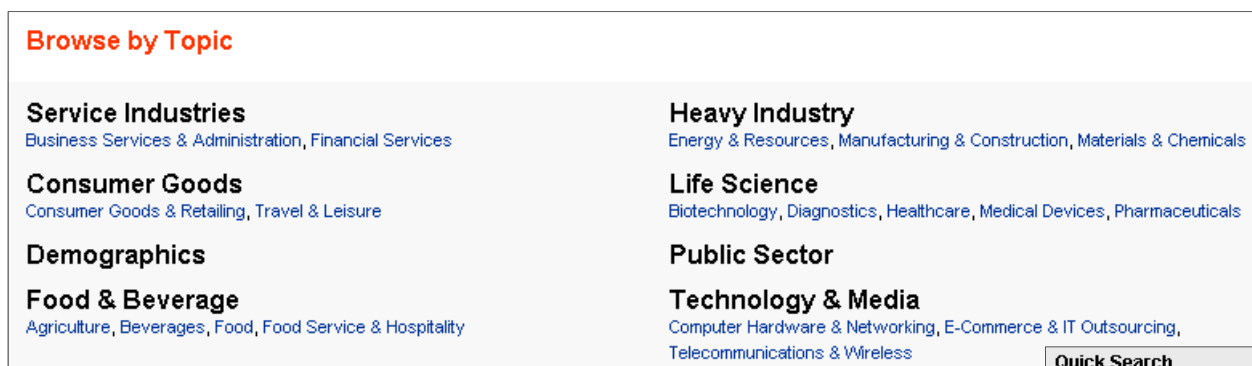 Browse by Topic
Service Industries
Business Services & Administration, Financial Services
Consumer Goods
Consumer Goods & Retailing, Travel & Leisure
Demographics
Food & Beverage
Agriculture, Beverages, Food, Food Service & Hospitality
Heavy Industry
Energy & Resources, Manufacturing & Construction, Materials & Chemicals
Life Science
Biotechnology, Diagnostics, Healthcare, Medical Devices, Pharmaceuticals
Public Sector
Technology & Media
Computer Hardware & Networking, E-Commerce & IT Outsourcing,
Telecommunications & Wireless
Quick Search